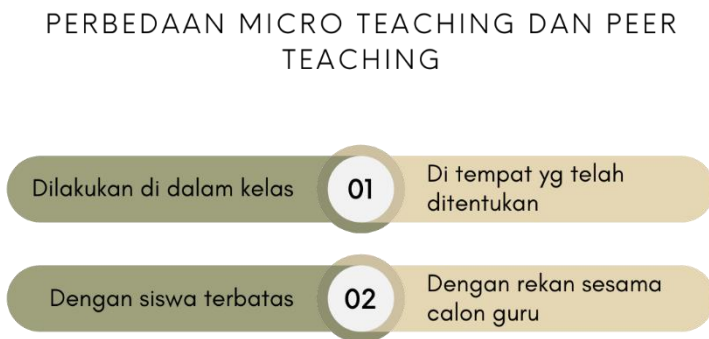 PERBEDAAN MICRO TEACHING DAN PEER
TEACHING
Dilakukan di dalam kelas
01
Di tempat yg telah
ditentukan
Dengan siswa terbatas
02
Dengan rekan sesama
calon guru